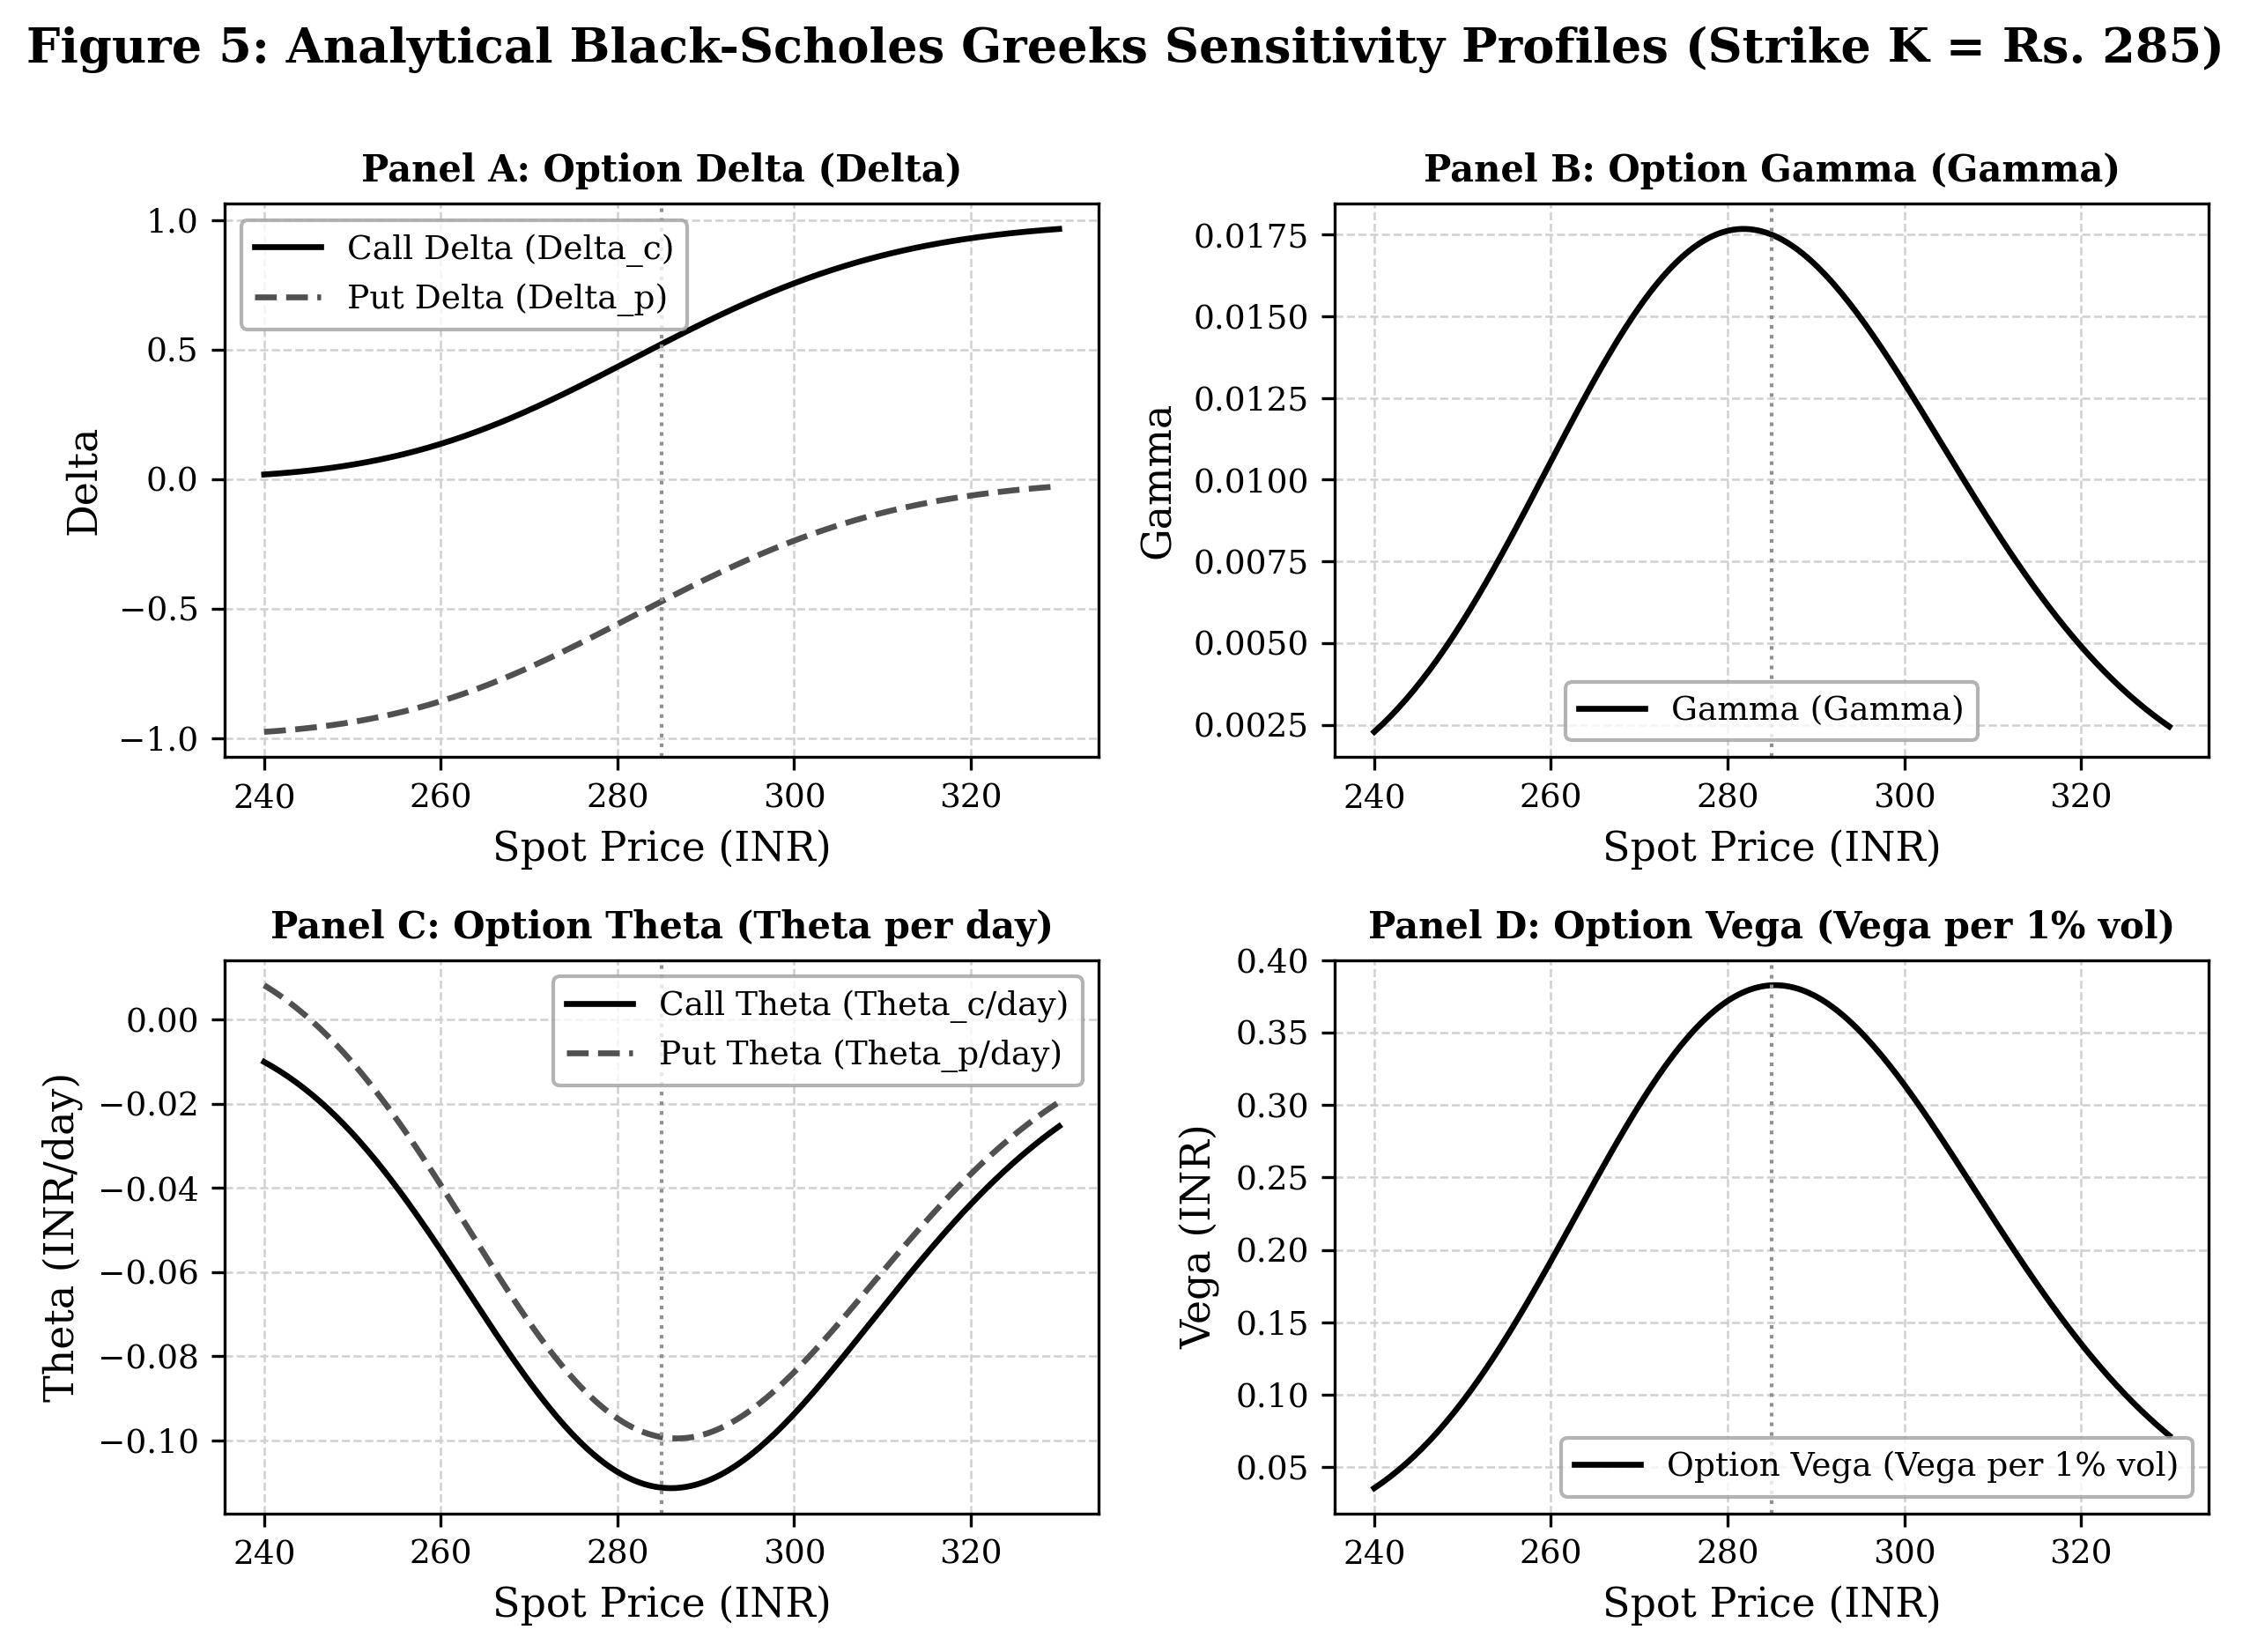 Figure 5: Analytical Black-Scholes Greeks Sensitivity Profiles (Strike K = Rs. 285)
Panel A: Option Delta (Delta)
1.0
0.5
0.0
−0.5
−1.0
Delta
Call Delta (Delta_c)
Put Delta (Delta_p)
240 260 280 300 320
Spot Price (INR)
Panel B: Option Gamma (Gamma)
0.0175
0.0150
0.0125
0.0100
0.0075
0.0050
0.0025
Gamma
Gamma (Gamma)
240 260 280 300 320
Spot Price (INR)
Panel C: Option Theta (Theta per day)
0.00
−0.02
−0.04
−0.06
−0.08
−0.10
Theta (INR/day)
Call Theta (Theta_c/day)
Put Theta (Theta_p/day)
240 260 280 300 320
Spot Price (INR)
Panel D: Option Vega (Vega per 1% vol)
0.40
0.35
0.30
0.25
0.20
0.15
0.10
0.05
Vega (INR)
Option Vega (Vega per 1% vol)
240 260 280 300 320
Spot Price (INR)